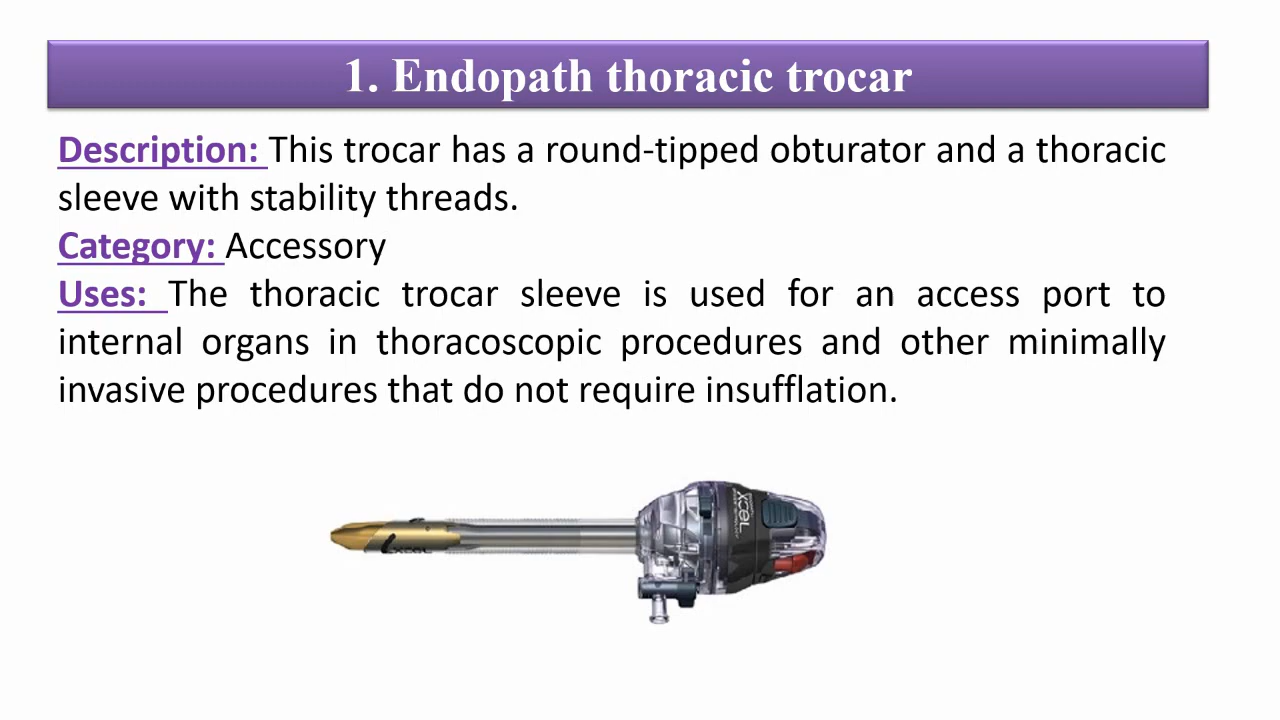 1. Endopath thoracic trocar
Description: This trocar has a round-tipped obturator and a thoracic
sleeve with stability threads.
Category: Accessory
Uses: The thoracic trocar sleeve is used for an access port to
internal organs in thoracoscopic procedures and other minimally
invasive procedures that do not require insufflation.
XCEL
XCEL